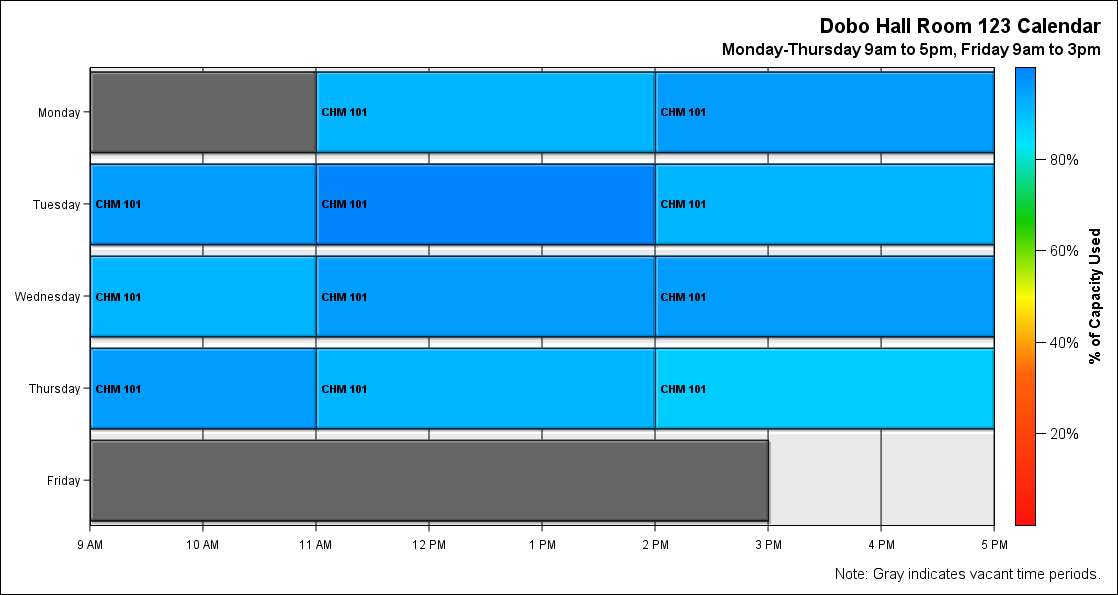 Dobo Hall Room 123 Calendar
Monday-Thursday 9am to 5pm, Friday 9am to 3pm
Monday
CHM 101
CHM 101
Tuesday
CHM 101
CHM 101
CHM 101
Wednesday
CHM 101
CHM 101
CHM 101
Thursday
CHM 101
CHM 101
CHM 101
Friday
9 AM
10 AM
11 AM
12 PM
1 PM
2 PM
3 PM
4 PM
5 PM
80%
60%
40%
20%
% of Capacity Used
Note: Gray indicates vacant time periods.